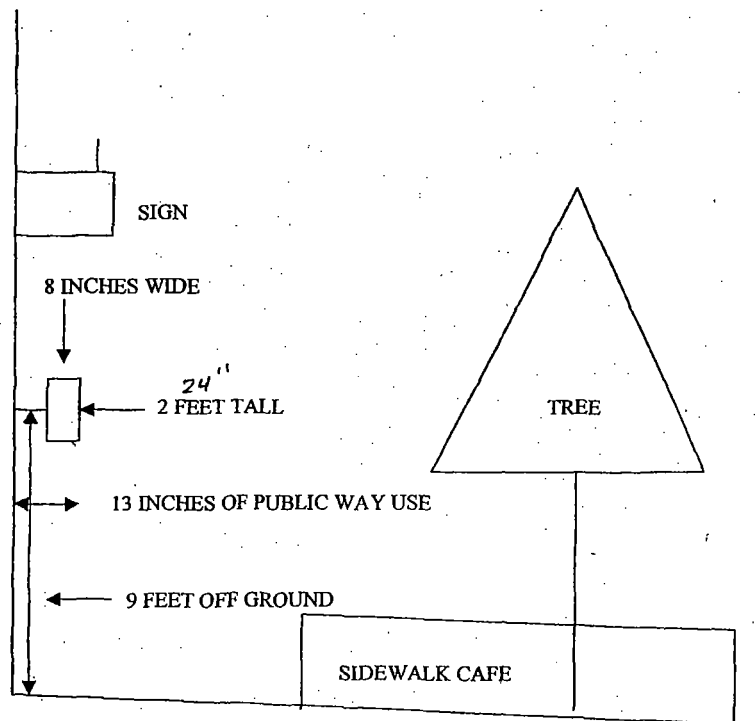 SIGN
8 INCHES WIDE
24"
2 FEET TALL
TREE
13 INCHES OF PUBLIC WAY USE
9 FEET OFF GROUND
SIDEWALK CAFE